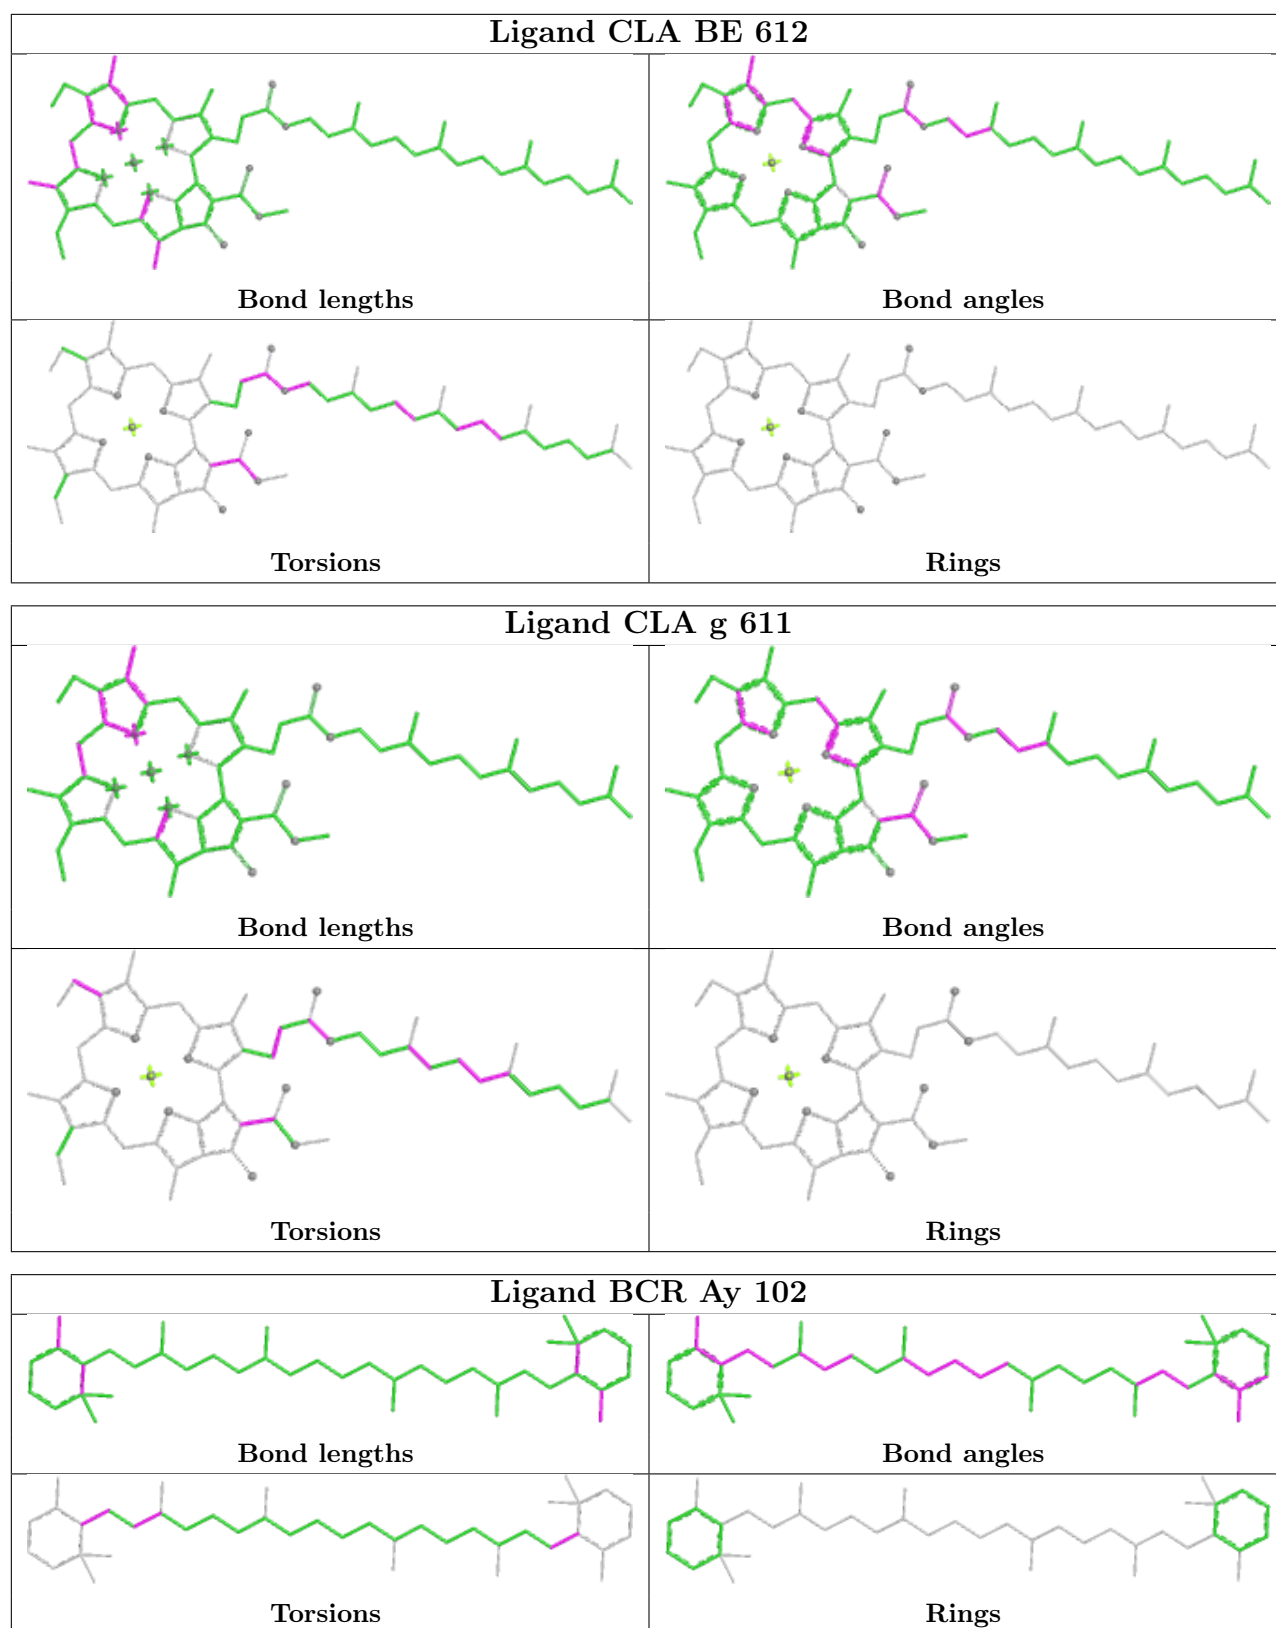 Ligand CLA BE 612
Bond lengths
Bond angles
Torsions
Rings
Ligand CLA g 611
Bond lengths
Bond angles
Torsions
Rings
Ligand BCR Ay 102
Bond lengths
Bond angles
Torsions
Rings